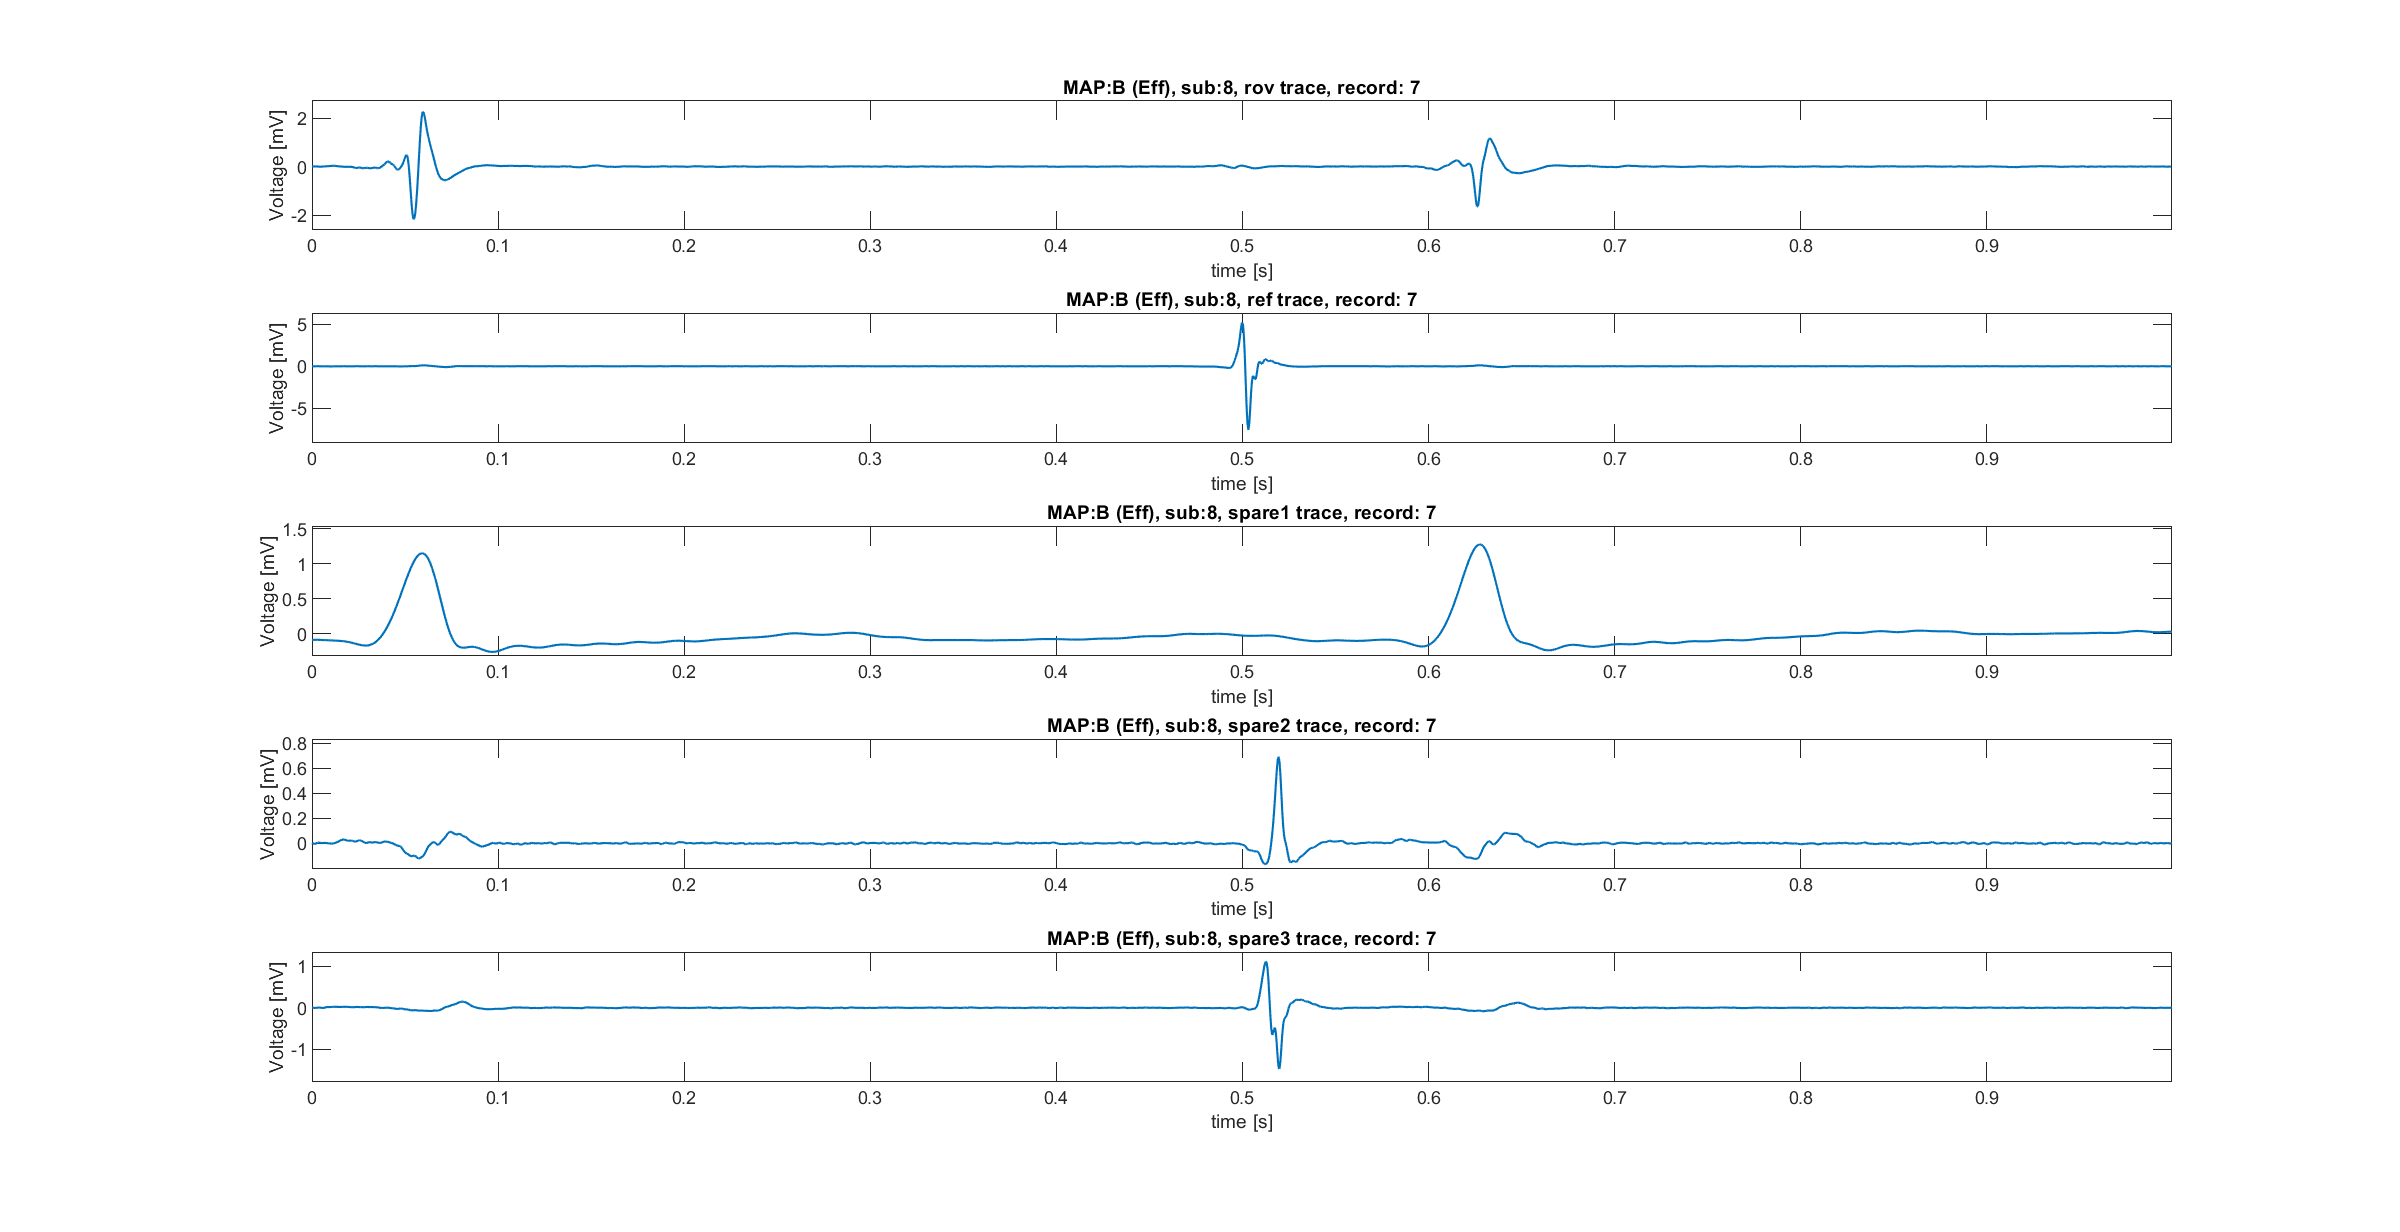 MAP:B (Eff), sub:8, rov trace, record: 7
Voltage [mV]
2
0
-2
0 0.1 0.2 0.3 0.4 0.5 0.6 0.7 0.8 0.9
time [s]
MAP:B (Eff), sub:8, ref trace, record: 7
Voltage [mV]
5
0
-5
0 0.1 0.2 0.3 0.4 0.5 0.6 0.7 0.8 0.9
time [s]
MAP:B (Eff), sub:8, spare1 trace, record: 7
Voltage [mV]
1.5
1
0.5
0
0 0.1 0.2 0.3 0.4 0.5 0.6 0.7 0.8 0.9
time [s]
MAP:B (Eff), sub:8, spare2 trace, record: 7
Voltage [mV]
0.8
0.6
0.4
0.2
0
0 0.1 0.2 0.3 0.4 0.5 0.6 0.7 0.8 0.9
time [s]
MAP:B (Eff), sub:8, spare3 trace, record: 7
Voltage [mV]
1
0
-1
0 0.1 0.2 0.3 0.4 0.5 0.6 0.7 0.8 0.9
time [s]